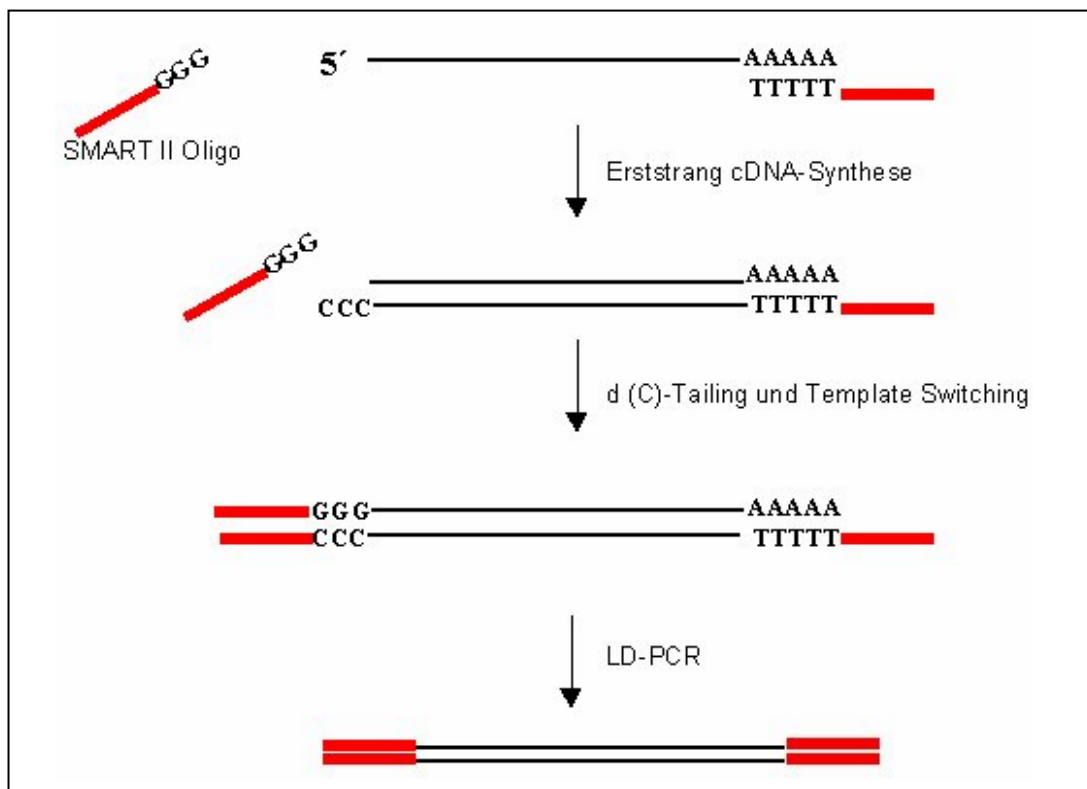 GGG
5´
AAAAA
TTTTT
SMART II Oligo
Erststrang cDNA-Synthese
GGG
AAAAA
CCC
TTTTT
d (C)-Tailing und Template Switching
GGG
AAAAA
CCC
TTTTT
LD-PCR